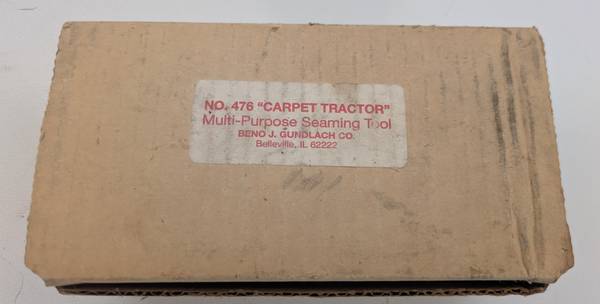 NO. 476 "CARPET TRACTOR"
Multi-Purpose Seaming Tool
BENO J. GUNDLACH CO.
Belleville, IL 62222